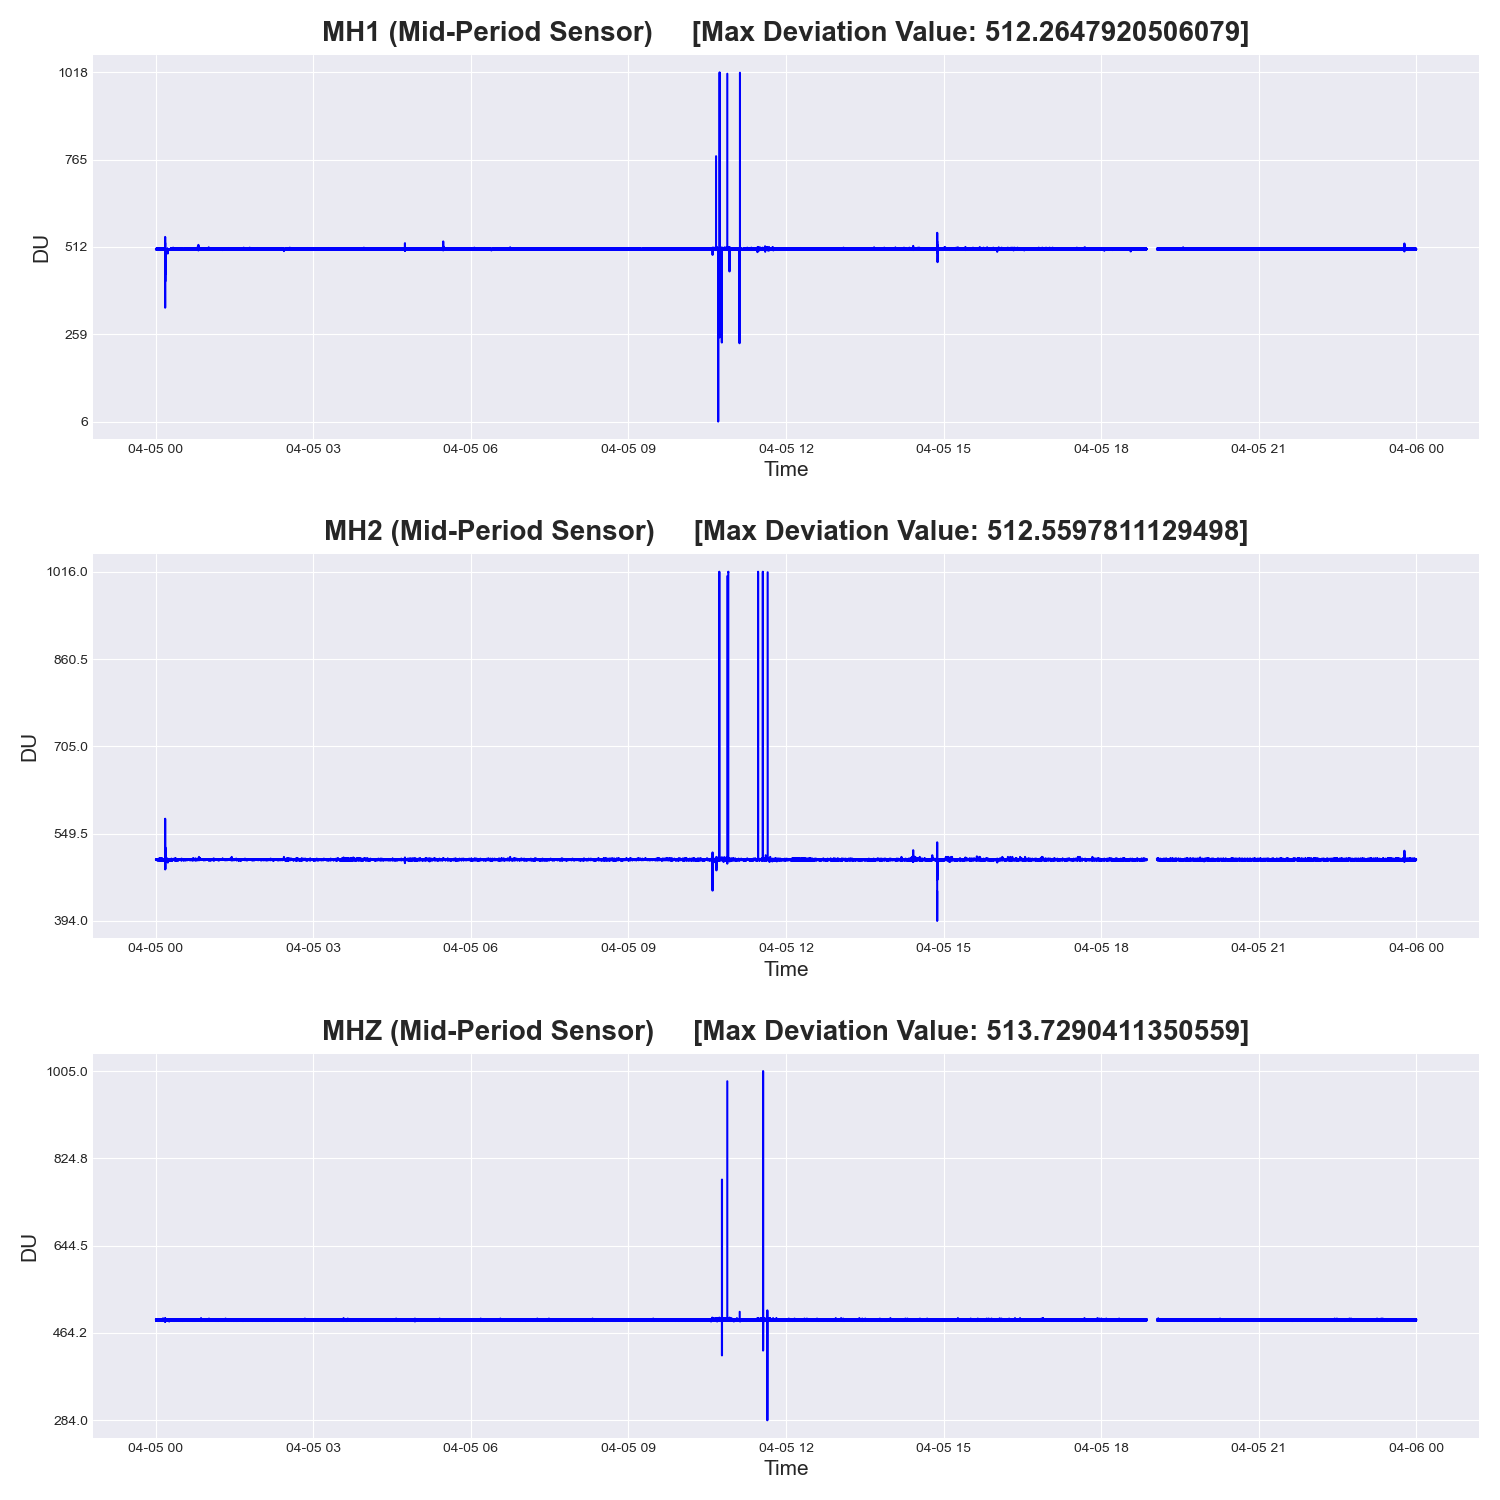 MH1 (Mid-Period Sensor)     [Max Deviation Value: 512.2647920506079]
1018
765
512
259
6
DU
04-05 00 04-05 03 04-05 06 04-05 09 04-05 12 04-05 15 04-05 18 04-05 21 04-06 00
Time
MH2 (Mid-Period Sensor)     [Max Deviation Value: 512.5597811129498]
1016.0
860.5
705.0
549.5
394.0
DU
04-05 00 04-05 03 04-05 06 04-05 09 04-05 12 04-05 15 04-05 18 04-05 21 04-06 00
Time
MHZ (Mid-Period Sensor)     [Max Deviation Value: 513.7290411350559]
1005.0
824.8
644.5
464.2
284.0
DU
04-05 00 04-05 03 04-05 06 04-05 09 04-05 12 04-05 15 04-05 18 04-05 21 04-06 00
Time